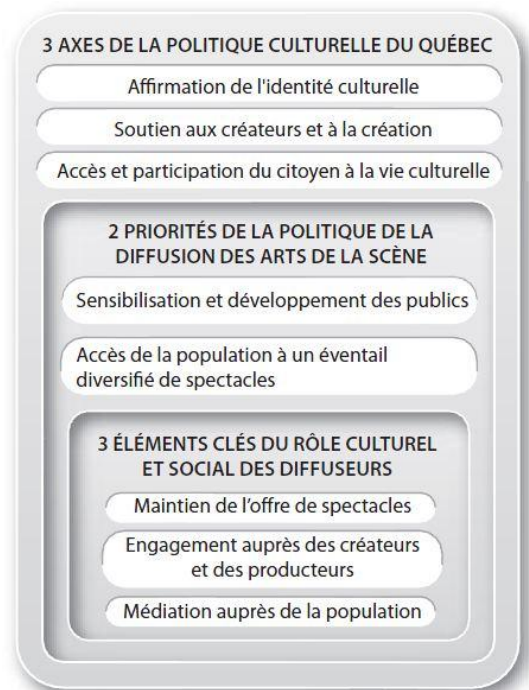 3 AXES DE LA POLITIQUE CULTURELLE DU QUÉBEC
Affirmation de l'identité culturelle
Soutien aux créateurs et à la création
Accès et participation du citoyen à la vie culturelle
2 PRIORITÉS DE LA POLITIQUE DE LA
DIFFUSION DES ARTS DE LA SCÈNE
Sensibilisation et développement des publics
Accès de la population à un éventail
diversifié de spectacles
3 ÉLÉMENTS CLÉS DU RÔLE CULTUREL
ET SOCIAL DES DIFFUSEURS
Maintien de l’offre de spectacles
Engagement auprès des créateurs
et des producteurs
Médiation auprès de la population